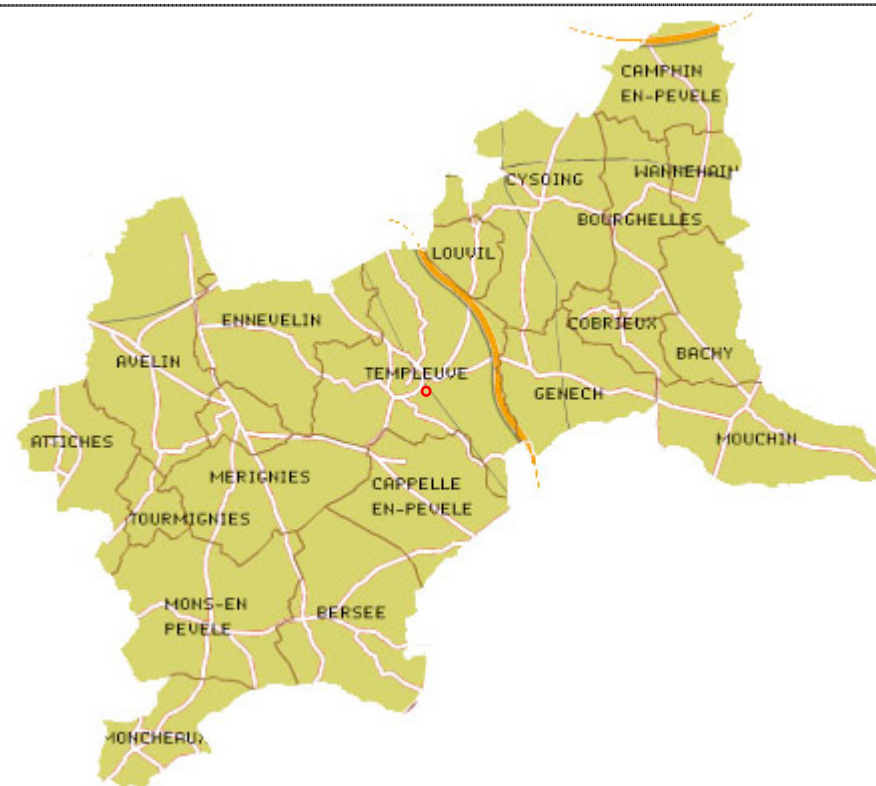 CAMPHIN
EN-PEVELE
CYSOING
WANNEHAIN
BOURGHELLES
LOUVIL
ENNEVELIN
COBRIEUX
AVELIN
BACHY
TEMPLEUVE
GENECH
ATTICHES
MOUCHIN
MERIGNIES
CAPPELLE
EN-PEVELE
TOURMIGNIES
MONS-EN
PEVELE
BERSEE
MONCHEAUX